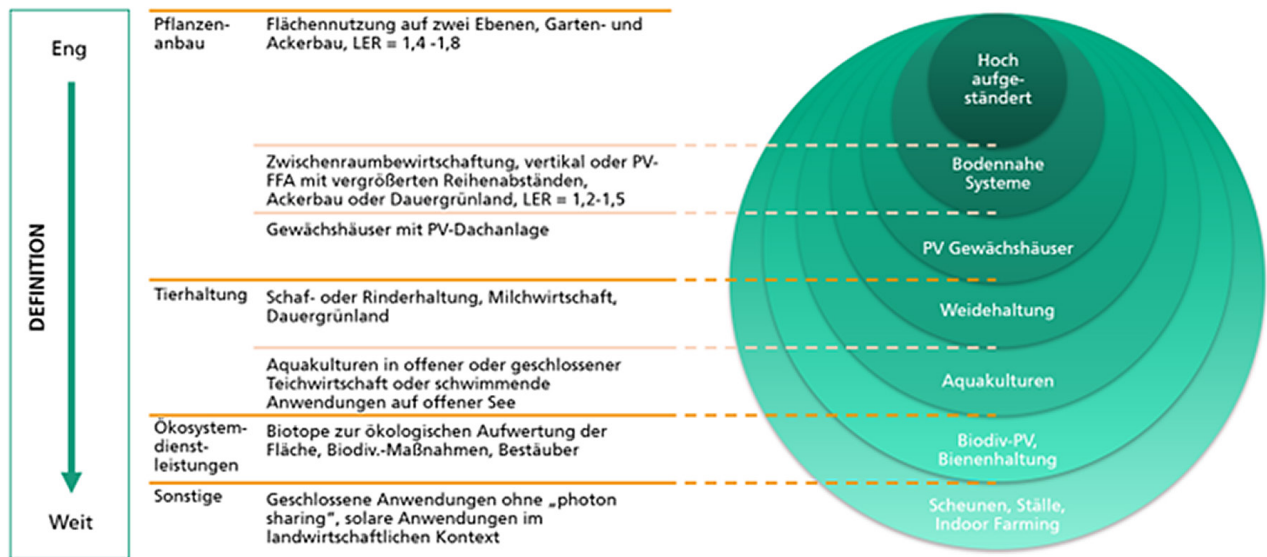 Eng
DEFINITION
Weit
Pflanzen-
anbau
Flächennutzung auf zwei Ebenen, Garten- und
Ackerbau, LER = 1,4 -1,8
Zwischenraumbewirtschaftung, vertikal oder PV-
FFA mit vergrößerten Reihenabständen,
Ackerbau oder Dauergrünland, LER = 1,2-1,5
Gewächshäuser mit PV-Dachanlage
Tierhaltung
Schaf- oder Rinderhaltung, Milchwirtschaft,
Dauergrünland
Aquakulturen in offener oder geschlossener
Teichwirtschaft oder schwimmende
Anwendungen auf offener See
Ökosystem-
dienst-
leistungen
Biotope zur ökologischen Aufwertung der
Fläche, Biodiv.-Maßnahmen, Bestäuber
Sonstige
Geschlossene Anwendungen ohne „photon
sharing“, solare Anwendungen im
landwirtschaftlichen Kontext
Hoch
aufge-
ständert
Bodennahe
Systeme
PV Gewächshäuser
Weidehaltung
Aquakulturen
Biodiv-PV,
Bienenhaltung
Scheunen, Ställe,
Indoor Farming